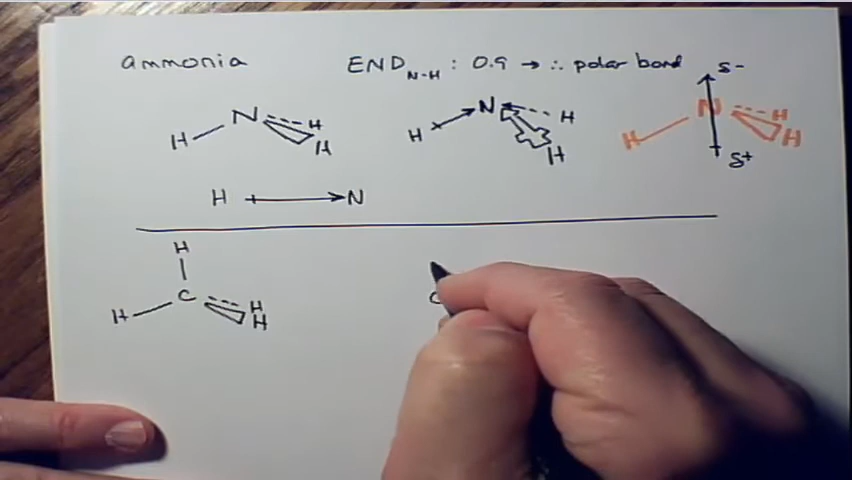 ammonia
END N-H : 0.9 → ∴ polar bond
H N H H
H N H H
δ-
H N H H
δ+
H → N
H
H C H H
C